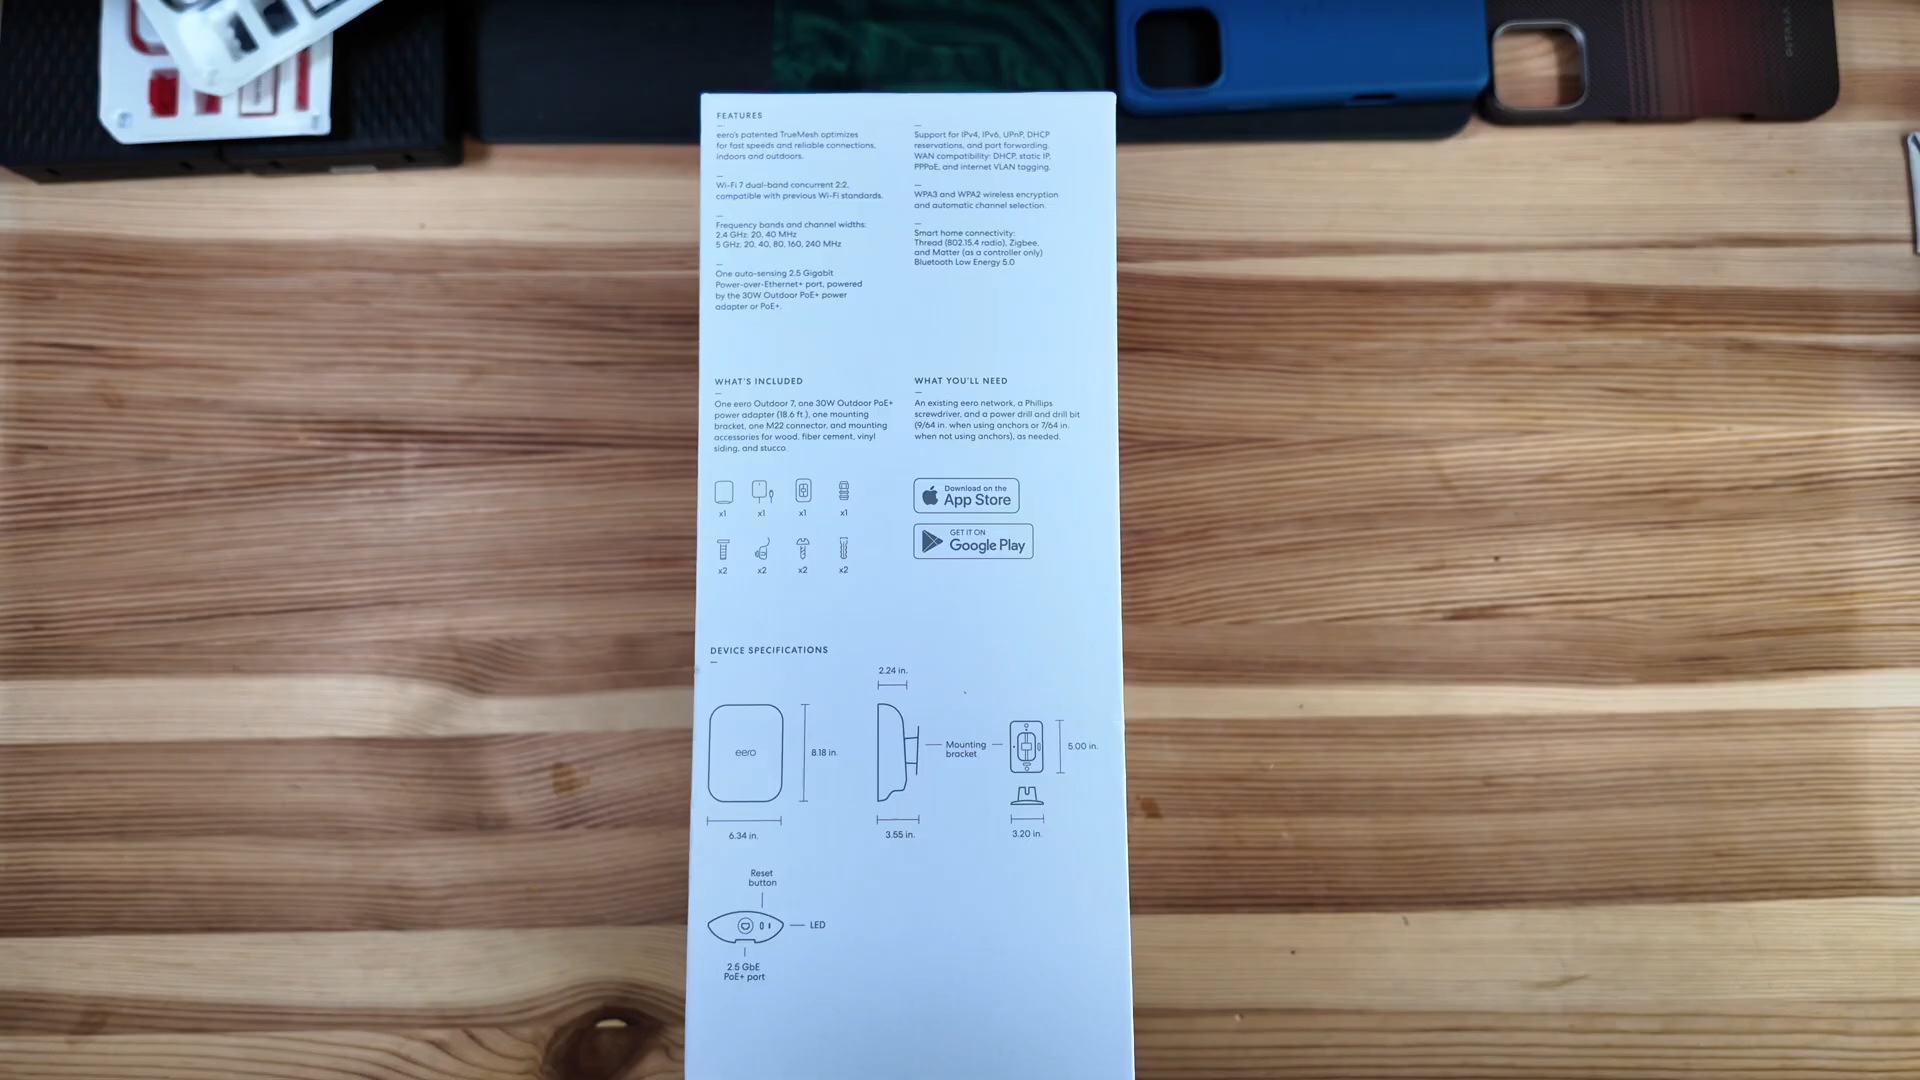 FEATURES
eero's patented TrueMesh optimizes
for fast speeds and reliable connections,
indoors and outdoors.
Wi-Fi 7 dual-band concurrent 2:2,
compatible with previous Wi-Fi standards.
Frequency bands and channel widths:
2.4 GHz: 20, 40 MHz
5 GHz: 20, 40, 80, 160, 240 MHz
One auto-sensing 2.5 Gigabit
Power-over-Ethernet+ port, powered
by the 30W Outdoor PoE+ power
adapter or PoE+.
Support for IPv4, IPv6, UPnP, DHCP
reservations, and port forwarding.
WAN compatibility: DHCP, static IP,
PPPoE, and internet VLAN tagging.
WPA3 and WPA2 wireless encryption
and automatic channel selection.
Smart home connectivity:
Thread (802.15.4 radio), Zigbee,
and Matter (as a controller only)
Bluetooth Low Energy 5.0
WHAT'S INCLUDED
One eero Outdoor 7, one 30W Outdoor PoE+
power adapter (18.6 ft.), one mounting
bracket, one M22 connector, and mounting
accessories for wood, fiber cement, vinyl
siding, and stucco.
x1 x1 x1 x1
x2 x2 x2 x2
WHAT YOU'LL NEED
An existing eero network, a Phillips
screwdriver, and a power drill and drill bit
(9/64 in. when using anchors or 7/64 in.
when not using anchors), as needed.
Download on the
App Store
GET IT ON
Google Play
DEVICE SPECIFICATIONS
2.24 in.
eero
8.18 in.
Mounting
bracket
5.00 in.
6.34 in.
3.55 in.
3.20 in.
Reset
button
LED
2.5 GbE
PoE+ port